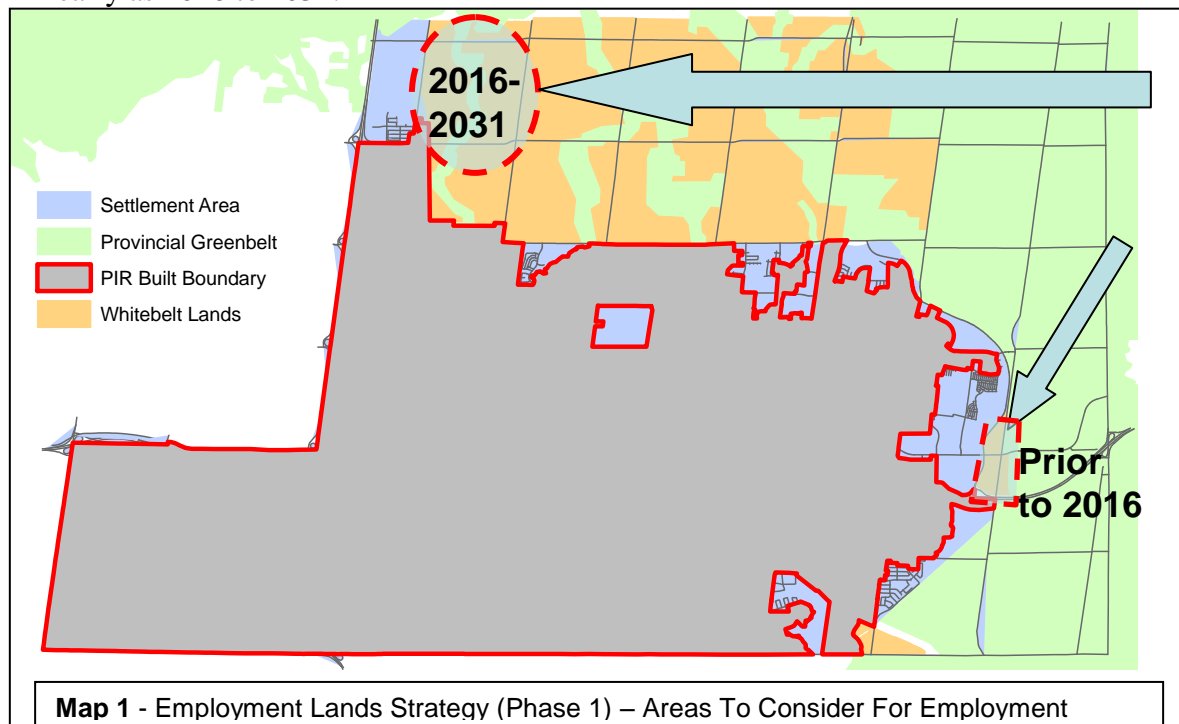 2016-
2031
Settlement Area
Provincial Greenbelt
PIR Built Boundary
Whitebelt Lands
Prior
to 2016
Map 1 - Employment Lands Strategy (Phase 1) – Areas To Consider For Employment